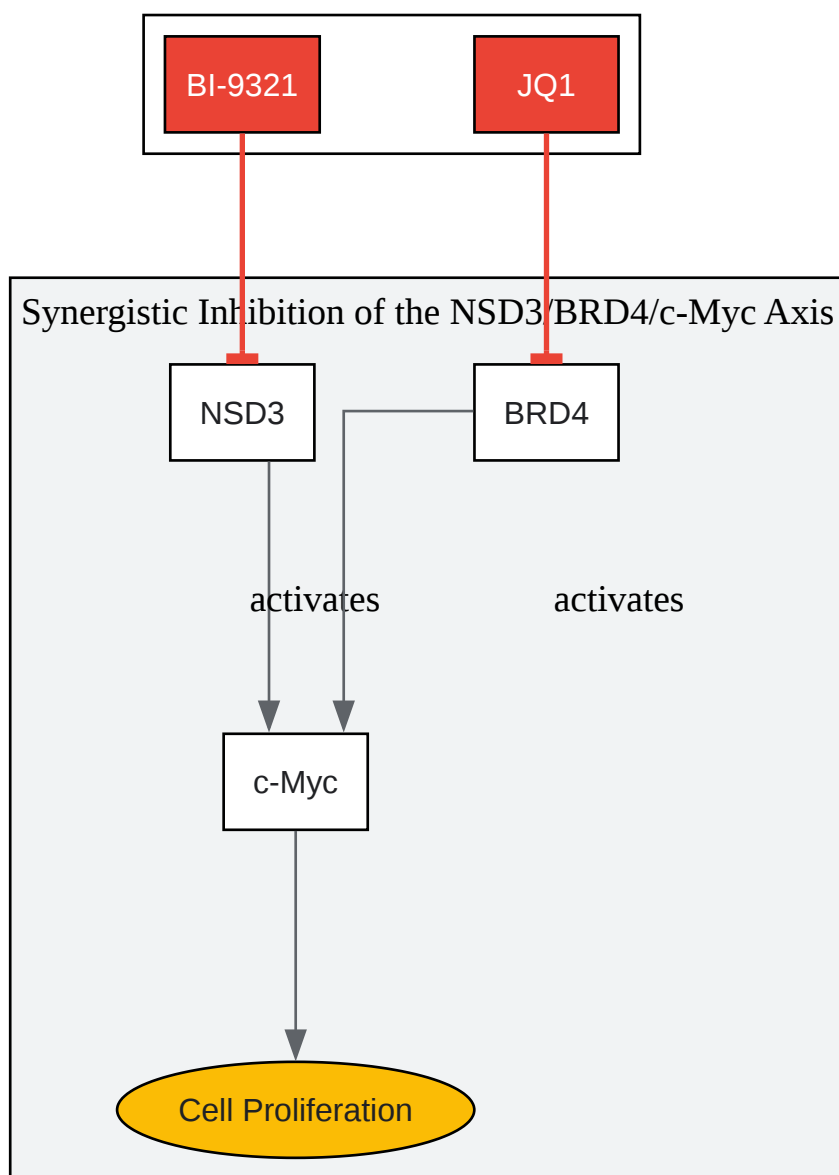 BI-9321
JQ1
Synergistic Inhibition of the NSD3/BRD4/c-Myc Axis
NSD3
BRD4
activates
activates
c-Myc
Cell Proliferation